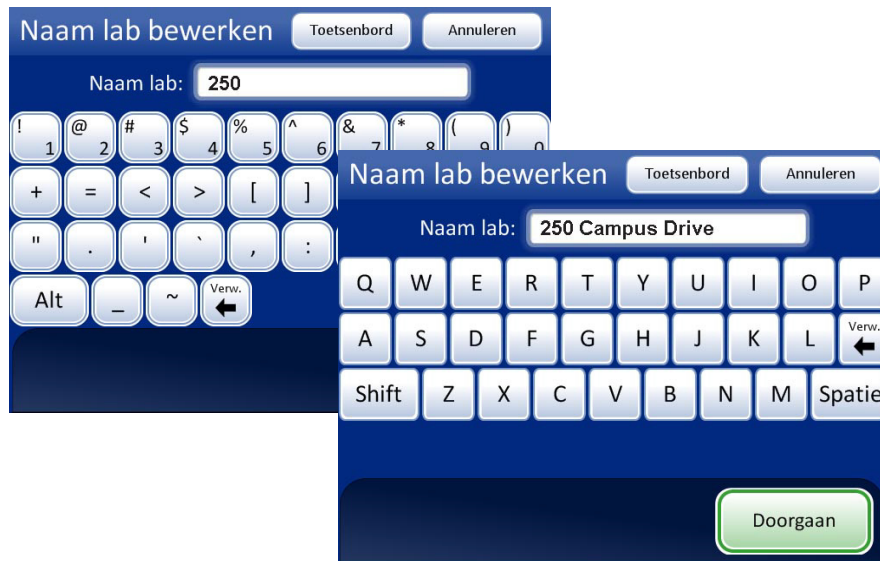 Naam lab bewerken Toetsenbord Annuleren
Naam lab: 250
! 1 @ 2 # 3 $ 4 % 5 ^ 6 & 7 * 8 ( 9 ) 0
+ = < > [ ]
" . ' ` , :
Alt _ ~ Verw.
Naam lab bewerken Toetsenbord Annuleren
Naam lab: 250 Campus Drive
Q W E R T Y U I O P
A S D F G H J K L Verw.
Shift Z X C V B N M Spatie
Doorgaan